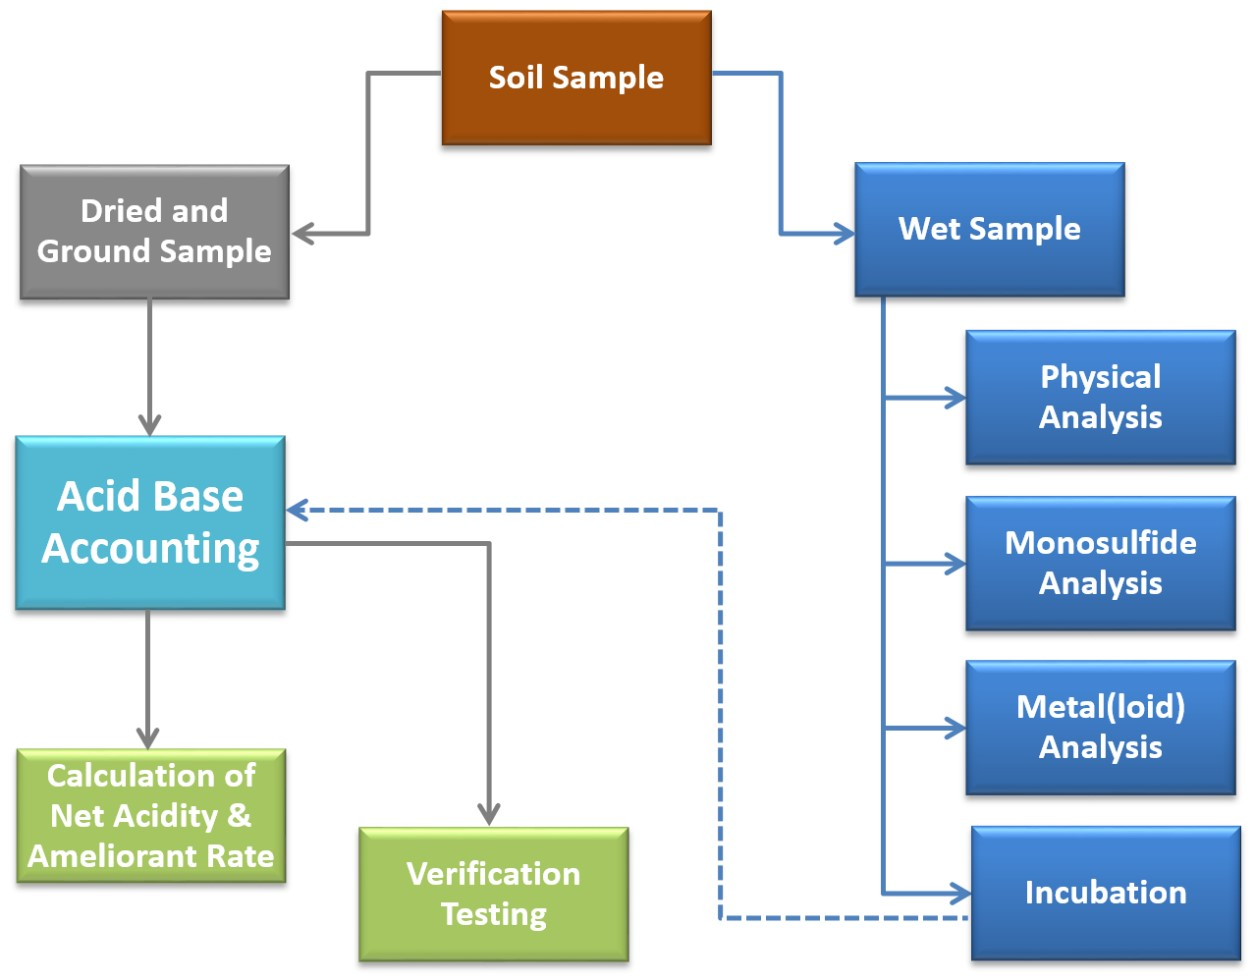 Soil Sample
Dried and
Ground Sample
Wet Sample
Physical
Analysis
Acid Base
Accounting
Monosulfide
Analysis
Metal(loid)
Analysis
Calculation of
Net Acidity &
Ameliorant Rate
Verification
Testing
Incubation